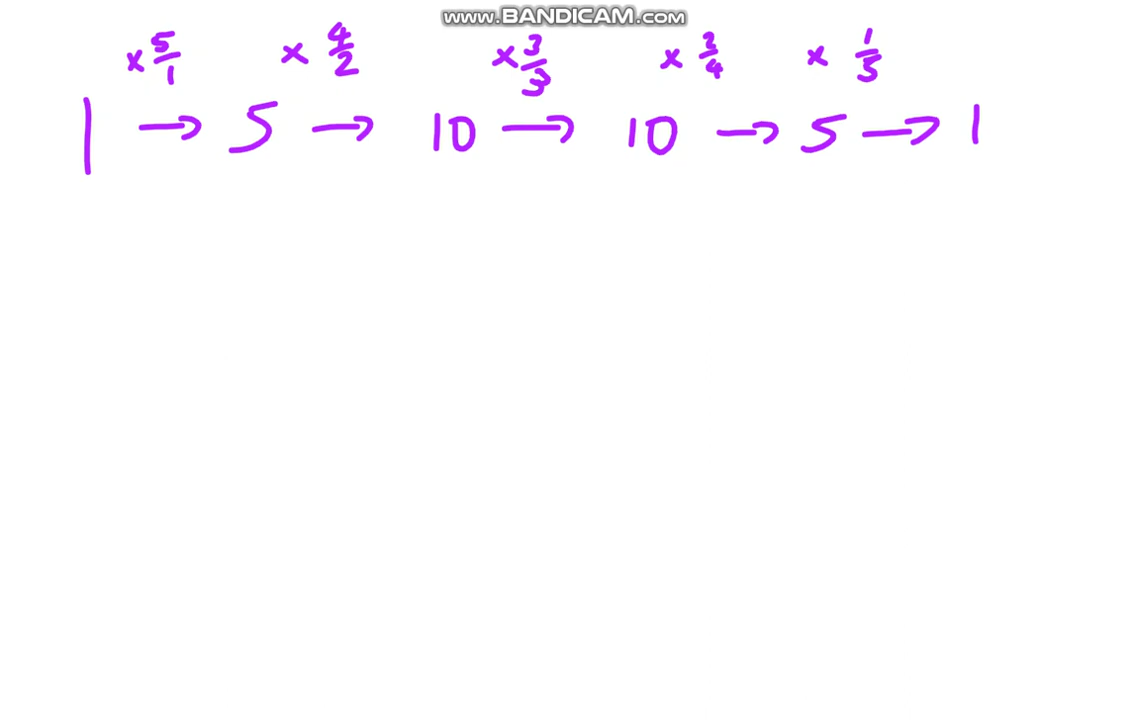 www.BANDICAM.com
× 5/1 × 4/2 × 3/3 × 2/4 × 1/5
1 → 5 → 10 → 10 → 5 → 1